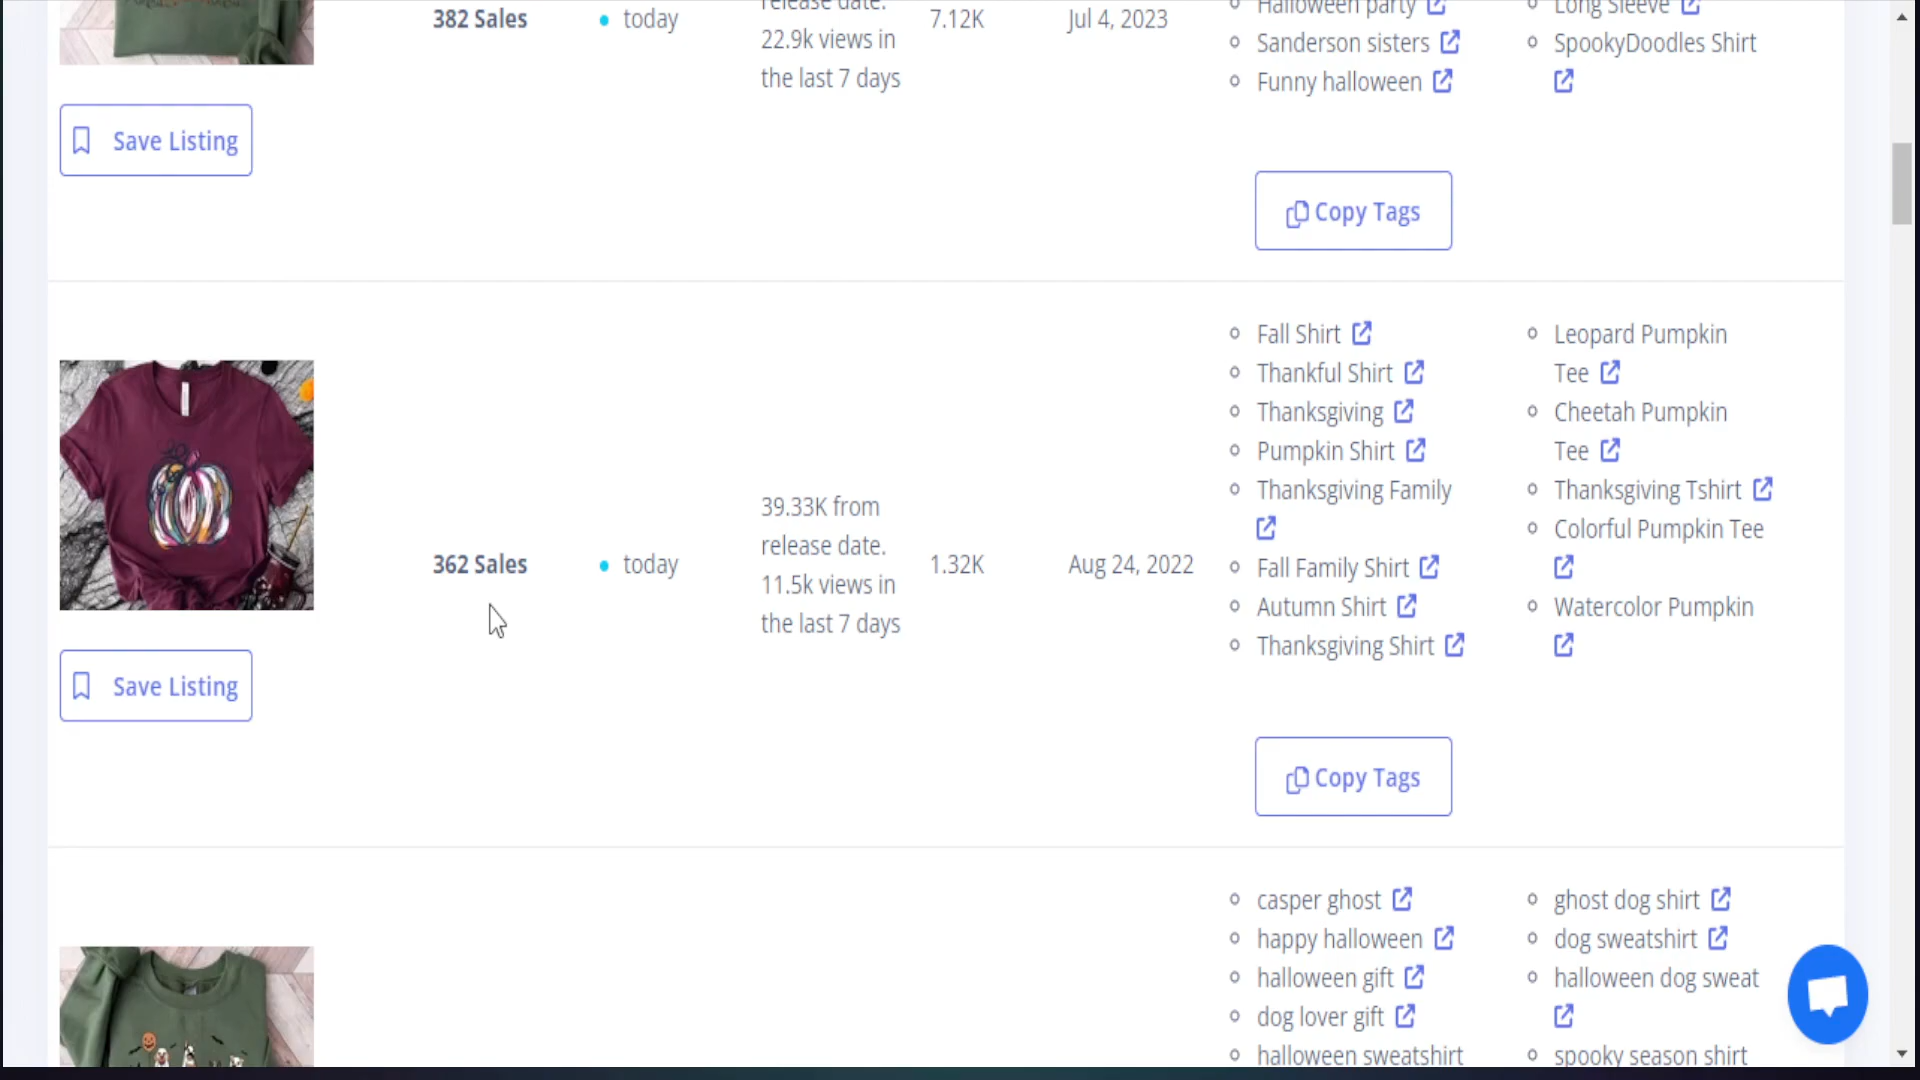 release date.
22.9k views in
the last 7 days
382 Sales
today
7.12K
Jul 4, 2023
Halloween party
Sanderson sisters
Funny halloween
Long Sleeve
SpookyDoodles Shirt
Save Listing
Copy Tags
362 Sales
today
39.33K from
release date.
11.5k views in
the last 7 days
1.32K
Aug 24, 2022
Fall Shirt
Thankful Shirt
Thanksgiving
Pumpkin Shirt
Thanksgiving Family
Fall Family Shirt
Autumn Shirt
Thanksgiving Shirt
Leopard Pumpkin
Tee
Cheetah Pumpkin
Tee
Thanksgiving Tshirt
Colorful Pumpkin Tee
Watercolor Pumpkin
Save Listing
Copy Tags
casper ghost
happy halloween
halloween gift
dog lover gift
halloween sweatshirt
ghost dog shirt
dog sweatshirt
halloween dog sweat
spooky season shirt